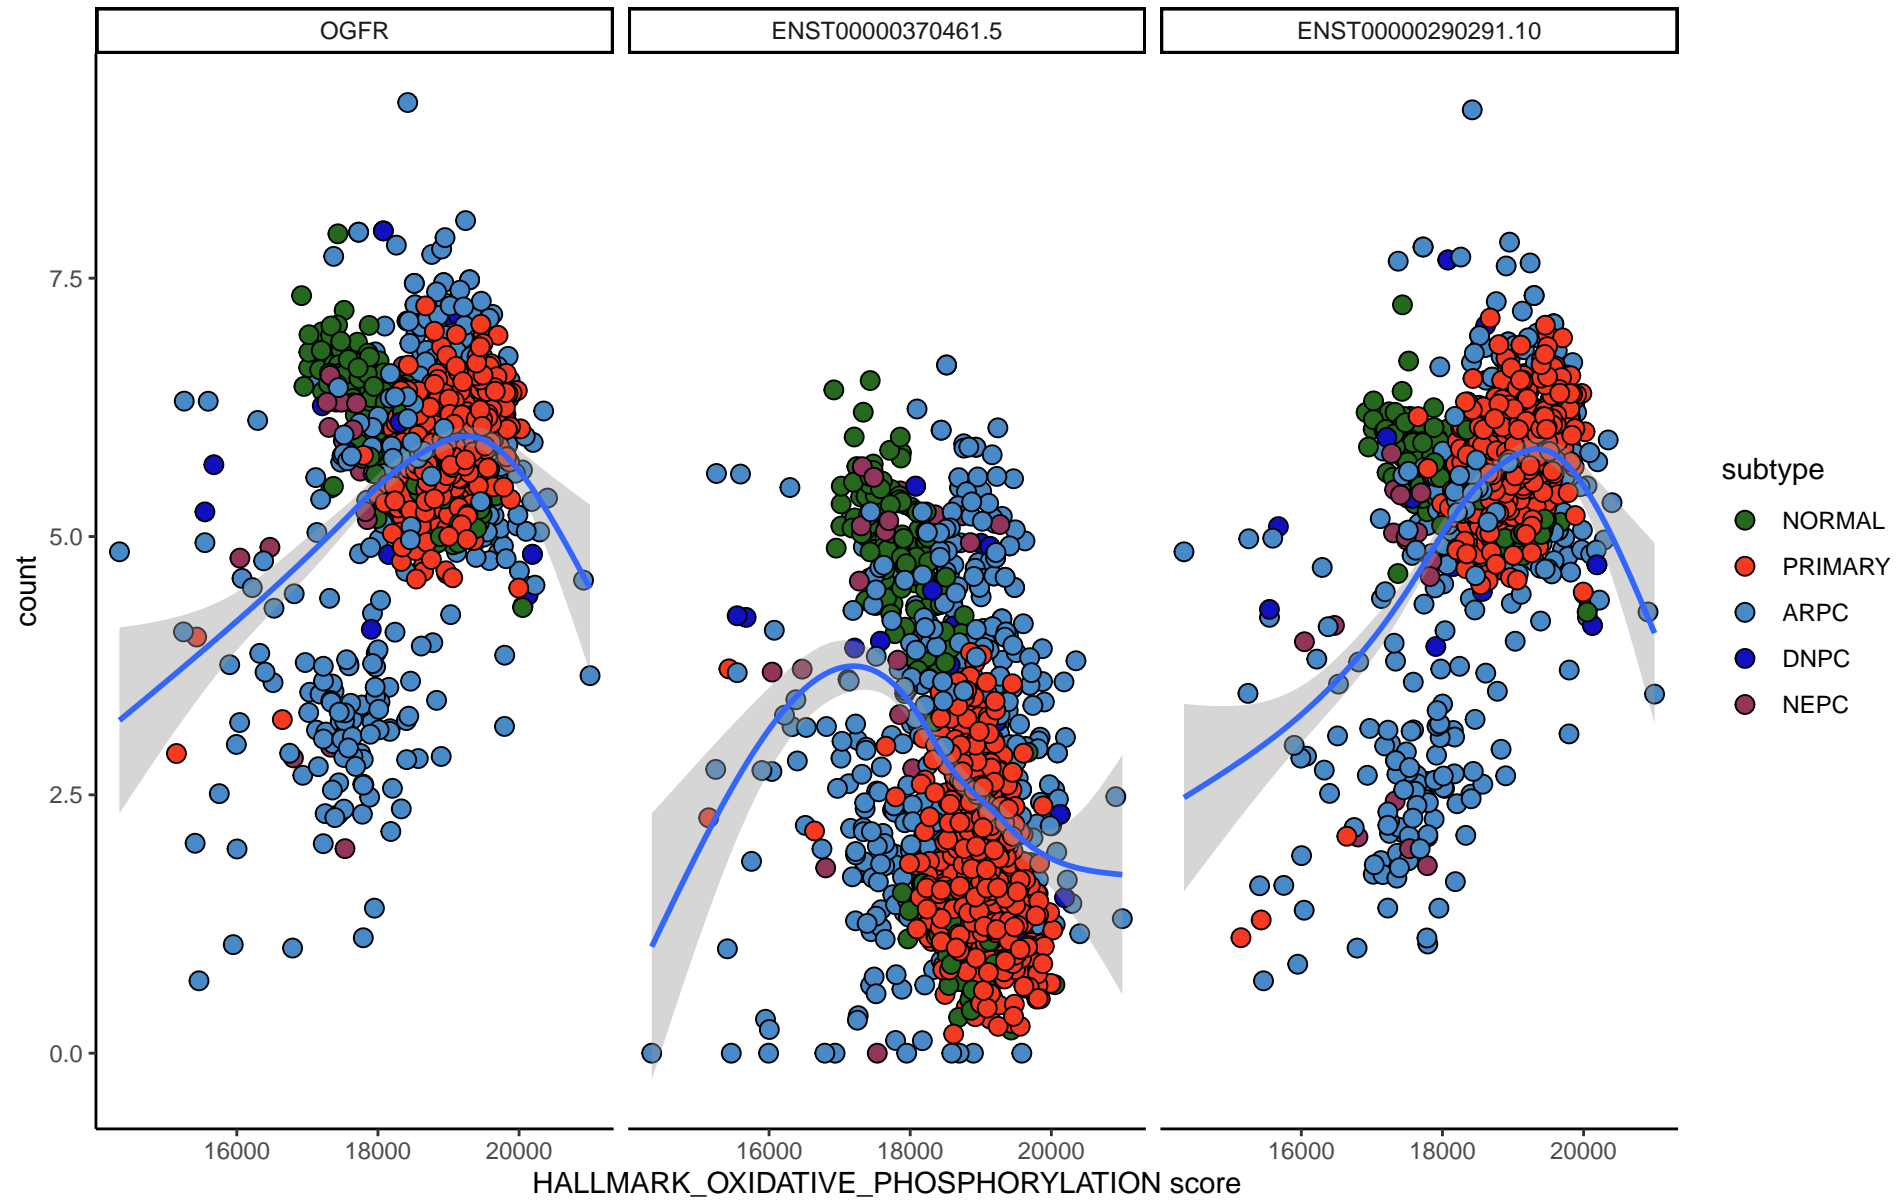 OGFR ENST00000370461.5 ENST00000290291.10
7.5
5.0
2.5
0.0
count
16000 18000 20000 16000 18000 20000 16000 18000 20000
HALLMARK_OXIDATIVE_PHOSPHORYLATION score
subtype
NORMAL
PRIMARY
ARPC
DNPC
NEPC